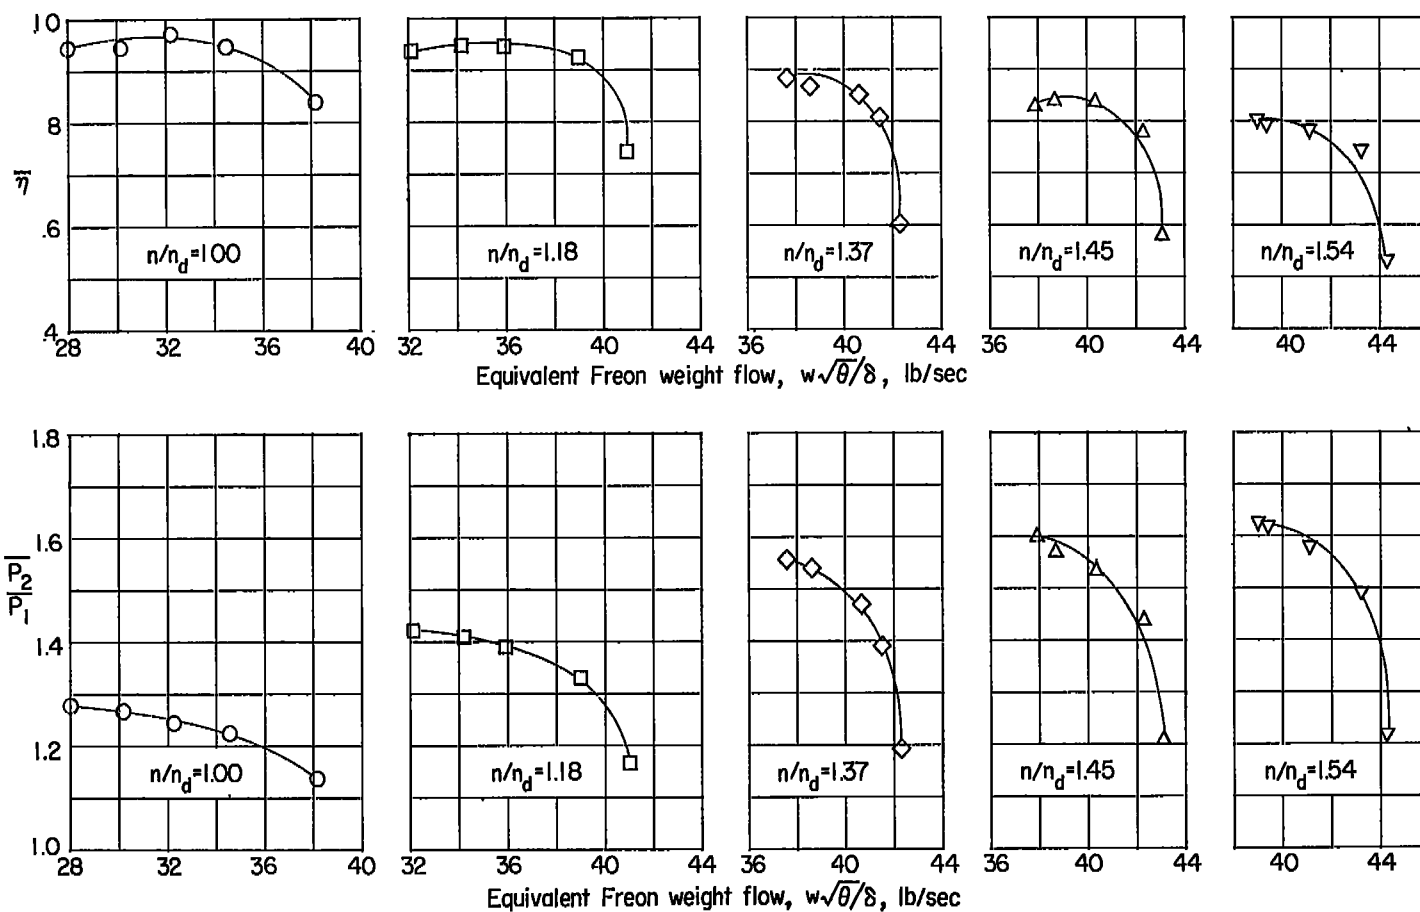 1.0
.8
η̄
.6
.4
n/n_d=1.00
n/n_d=1.18
n/n_d=1.37
n/n_d=1.45
n/n_d=1.54
28 32 36 40
32 36 40 44
36 40 44
36 40 44
40 44
Equivalent Freon weight flow, w√θ/δ, lb/sec
1.8
1.6
P̄₂
P̄₁
1.4
1.2
1.0
n/n_d=1.00
n/n_d=1.18
n/n_d=1.37
n/n_d=1.45
n/n_d=1.54
28 32 36 40
32 36 40 44
36 40 44
36 40 44
40 44
Equivalent Freon weight flow, w√θ/δ, lb/sec